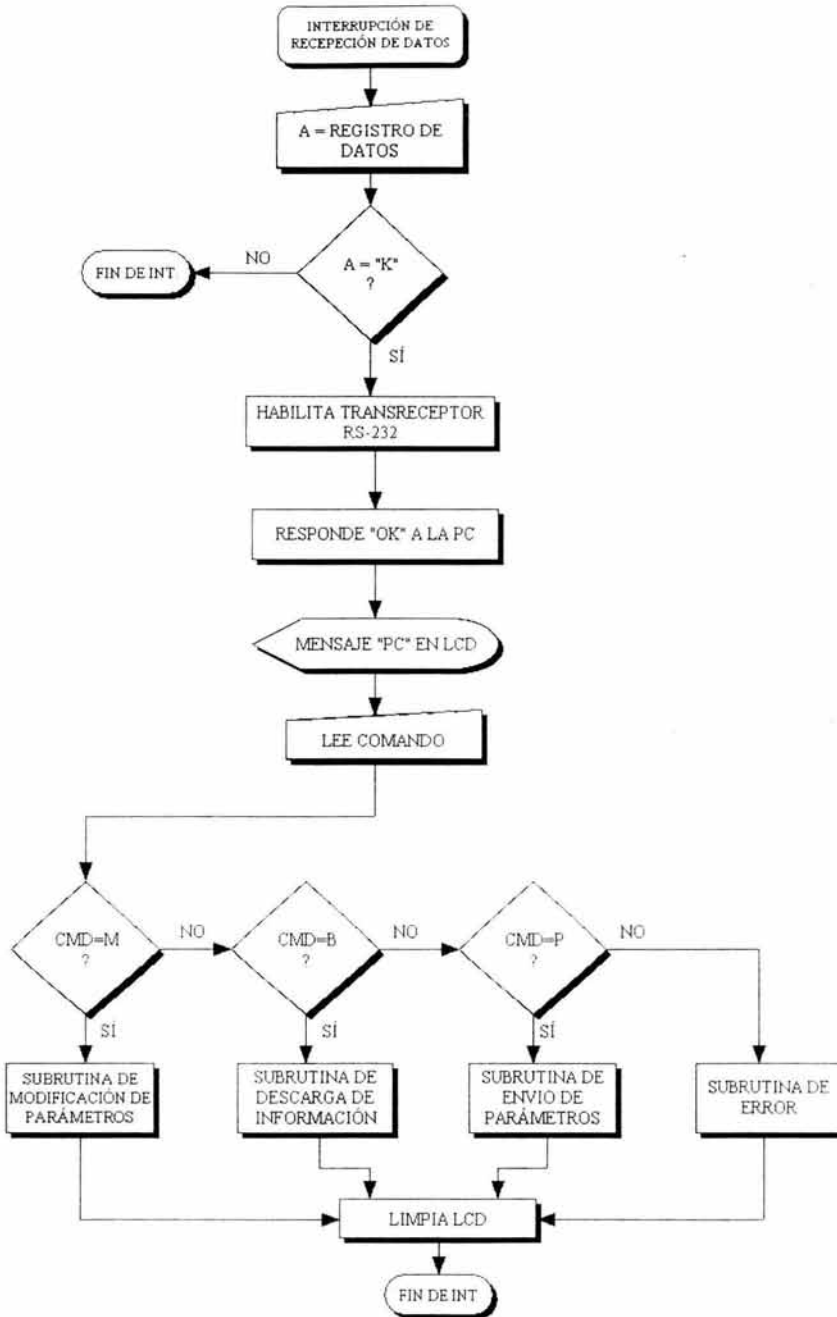 INTERRUPCIÓN DE
RECEPECIÓN DE DATOS
A = REGISTRO DE
DATOS
A = "K"
?
NO
FIN DE INT
SÍ
HABILITA TRANSRECEPTOR
RS-232
RESPONDE "OK" A LA PC
MENSAJE "PC" EN LCD
LEE COMANDO
CMD=M
?
NO
CMD=B
?
NO
CMD=P
?
NO
SÍ
SÍ
SÍ
SUBRUTINA DE
MODIFICACIÓN DE
PARÁMETROS
SUBRUTINA DE
DESCARGA DE
INFORMACIÓN
SUBRUTINA DE
ENVIO DE
PARÁMETROS
SUBRUTINA DE
ERROR
LIMPIA LCD
FIN DE INT